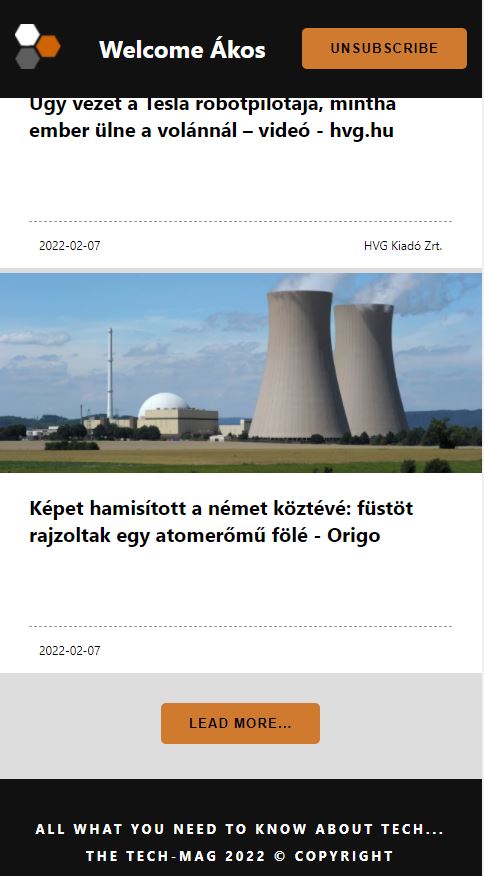 Welcome Ákos
UNSUBSCRIBE
Úgy vezet a Tesla robotpilótája, mintha
ember ülne a volánnál – videó - hvg.hu
2022-02-07
HVG Kiadó Zrt.
Képet hamisított a német köztévé: füstöt
rajzoltak egy atomerőmű fölé - Origo
2022-02-07
LEAD MORE...
ALL WHAT YOU NEED TO KNOW ABOUT TECH...
THE TECH-MAG 2022 © COPYRIGHT